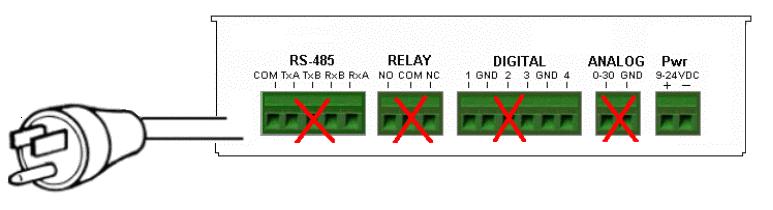 RS-485 RELAY DIGITAL ANALOG Pwr
COM TxA TxB RxB RxA NO COM NC 1 GND 2 3 GND 4 0-30 GND 9-24VDC
+ −